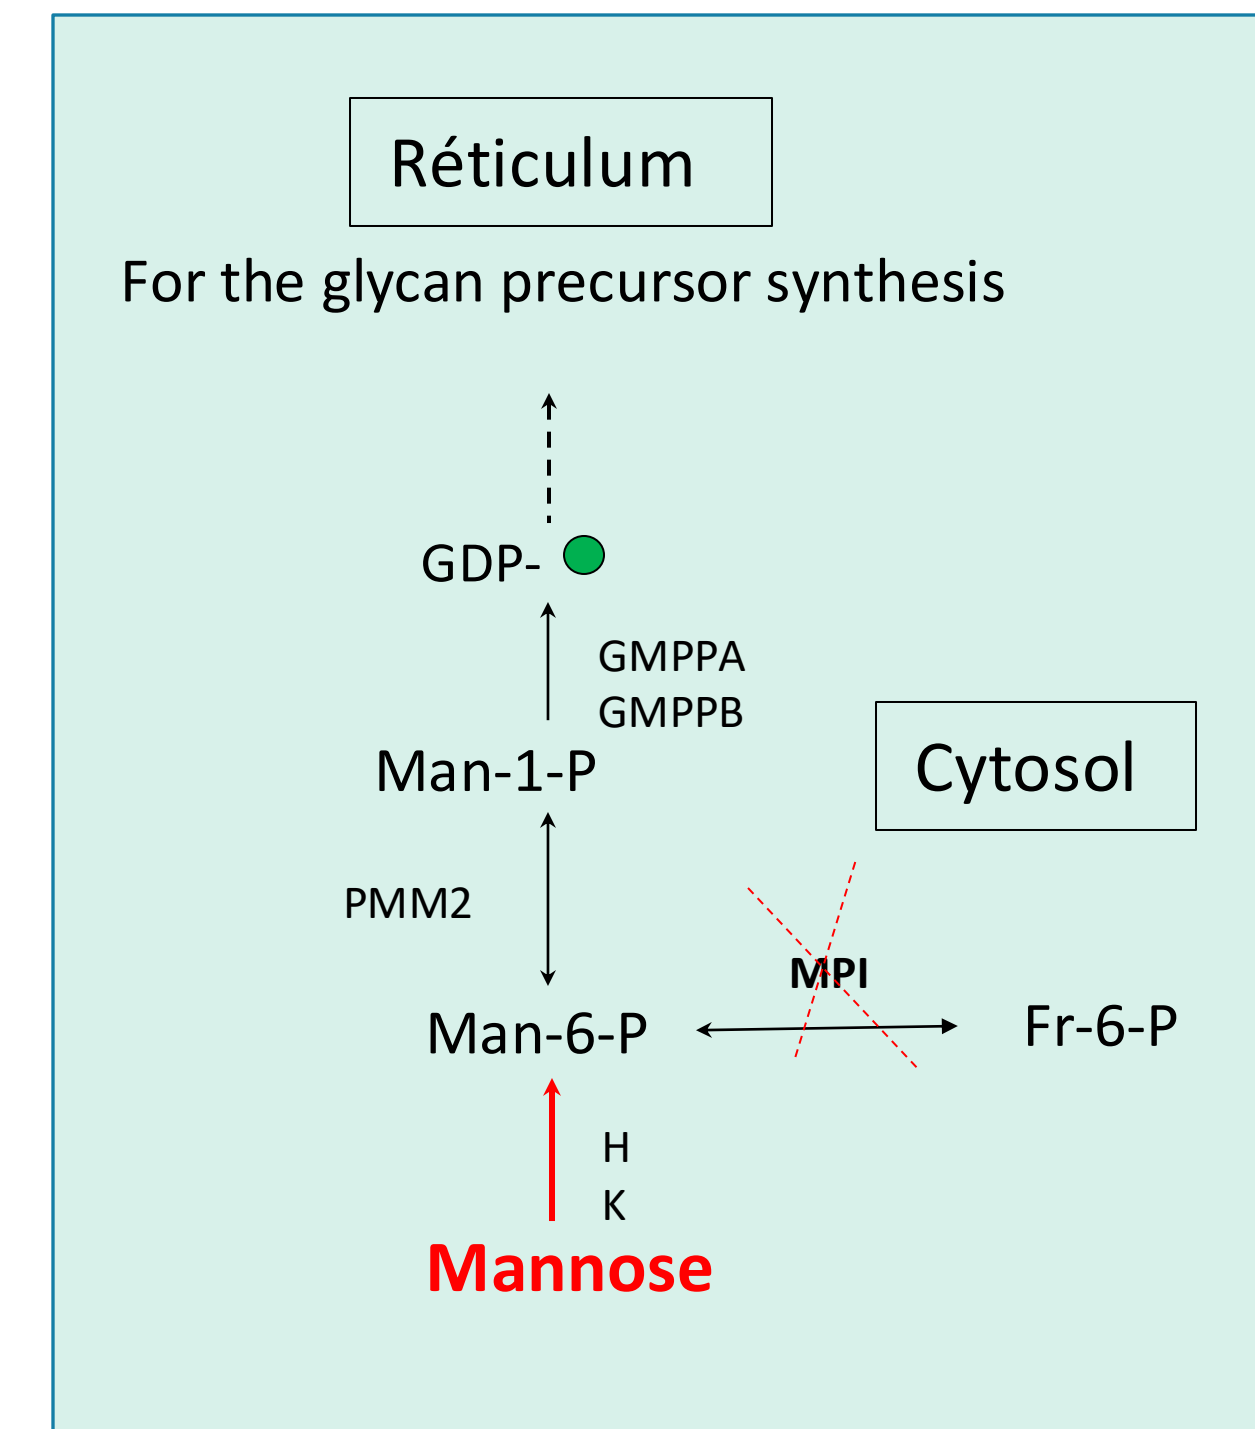 Réticulum
For the glycan precursor synthesis
GDP-
GMPPA
GMPPB
Man-1-P
Cytosol
PMM2
MPI
Man-6-P
Fr-6-P
H
K
Mannose